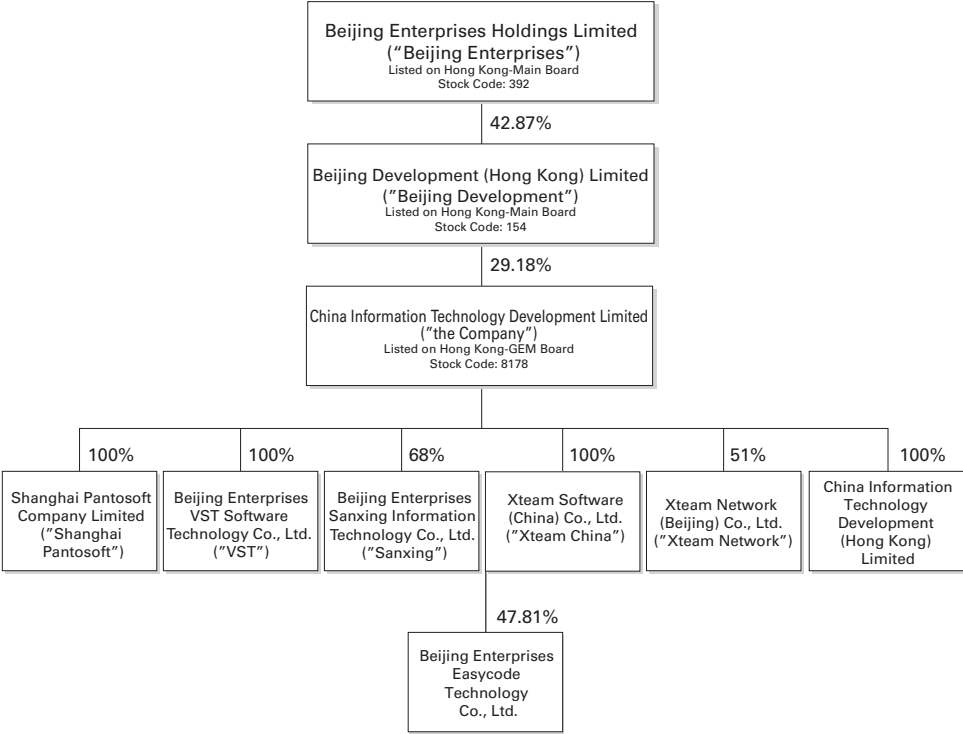 Beijing Enterprises Holdings Limited
(“Beijing Enterprises”)
Listed on Hong Kong-Main Board
Stock Code: 392
42.87%
Beijing Development (Hong Kong) Limited
(”Beijing Development”)
Listed on Hong Kong-Main Board
Stock Code: 154
29.18%
China Information Technology Development Limited
(”the Company”)
Listed on Hong Kong-GEM Board
Stock Code: 8178
100%
Shanghai Pantosoft
Company Limited
(”Shanghai
Pantosoft”)
100%
Beijing Enterprises
VST Software
Technology Co., Ltd.
(”VST”)
68%
Beijing Enterprises
Sanxing Information
Technology Co., Ltd.
(”Sanxing”)
100%
Xteam Software
(China) Co., Ltd.
(”Xteam China”)
51%
Xteam Network
(Beijing) Co., Ltd.
(”Xteam Network”)
100%
China Information
Technology
Development
(Hong Kong)
Limited
47.81%
Beijing Enterprises
Easycode
Technology
Co., Ltd.